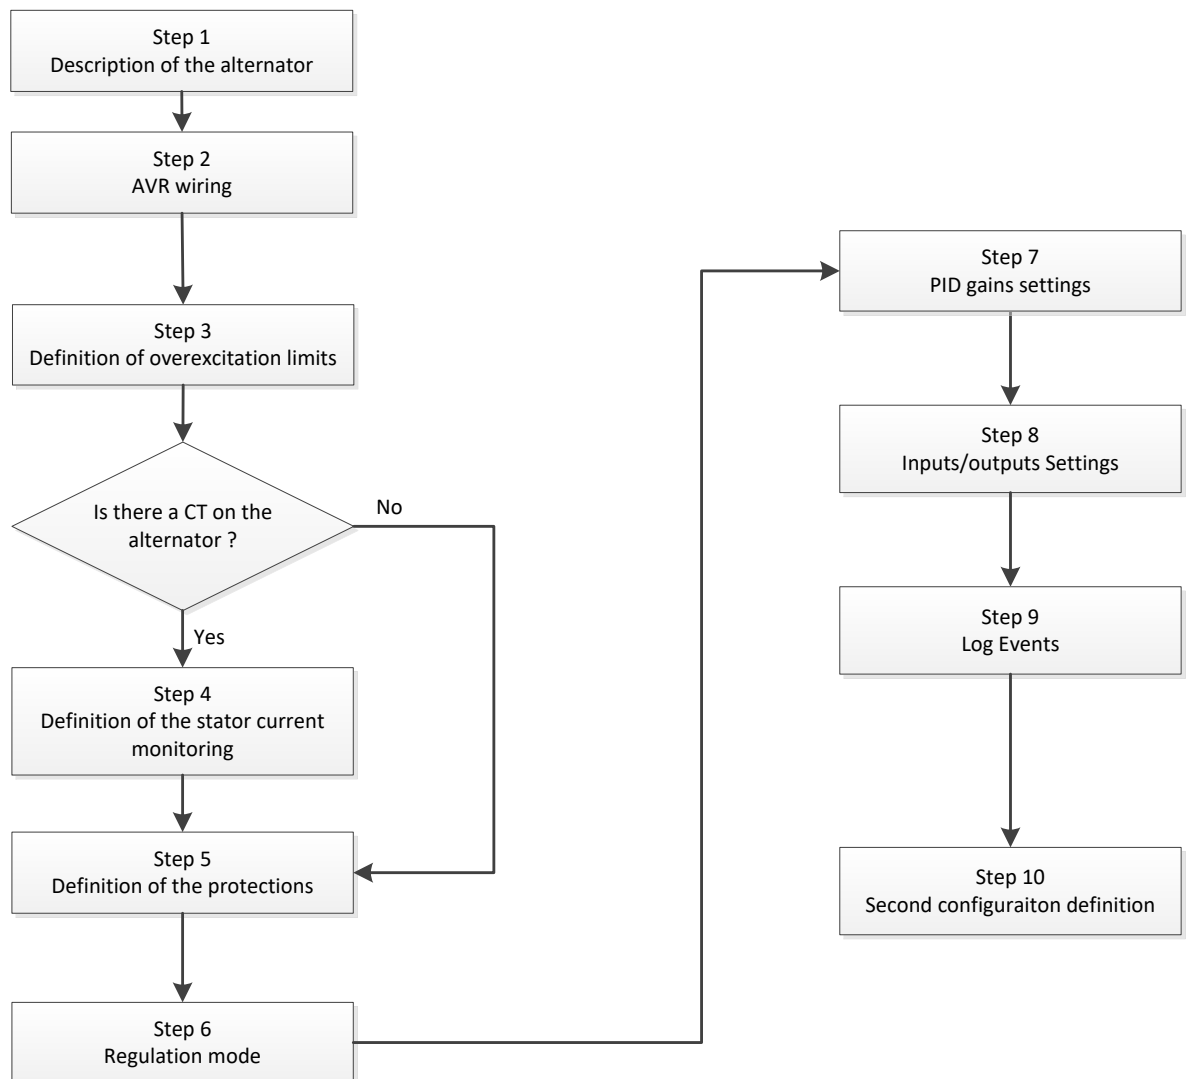 Step 1
Description of the alternator
Step 2
AVR wiring
Step 3
Definition of overexcitation limits
Is there a CT on the
alternator ?
No
Yes
Step 4
Definition of the stator current
monitoring
Step 5
Definition of the protections
Step 6
Regulation mode
Step 7
PID gains settings
Step 8
Inputs/outputs Settings
Step 9
Log Events
Step 10
Second configuraiton definition